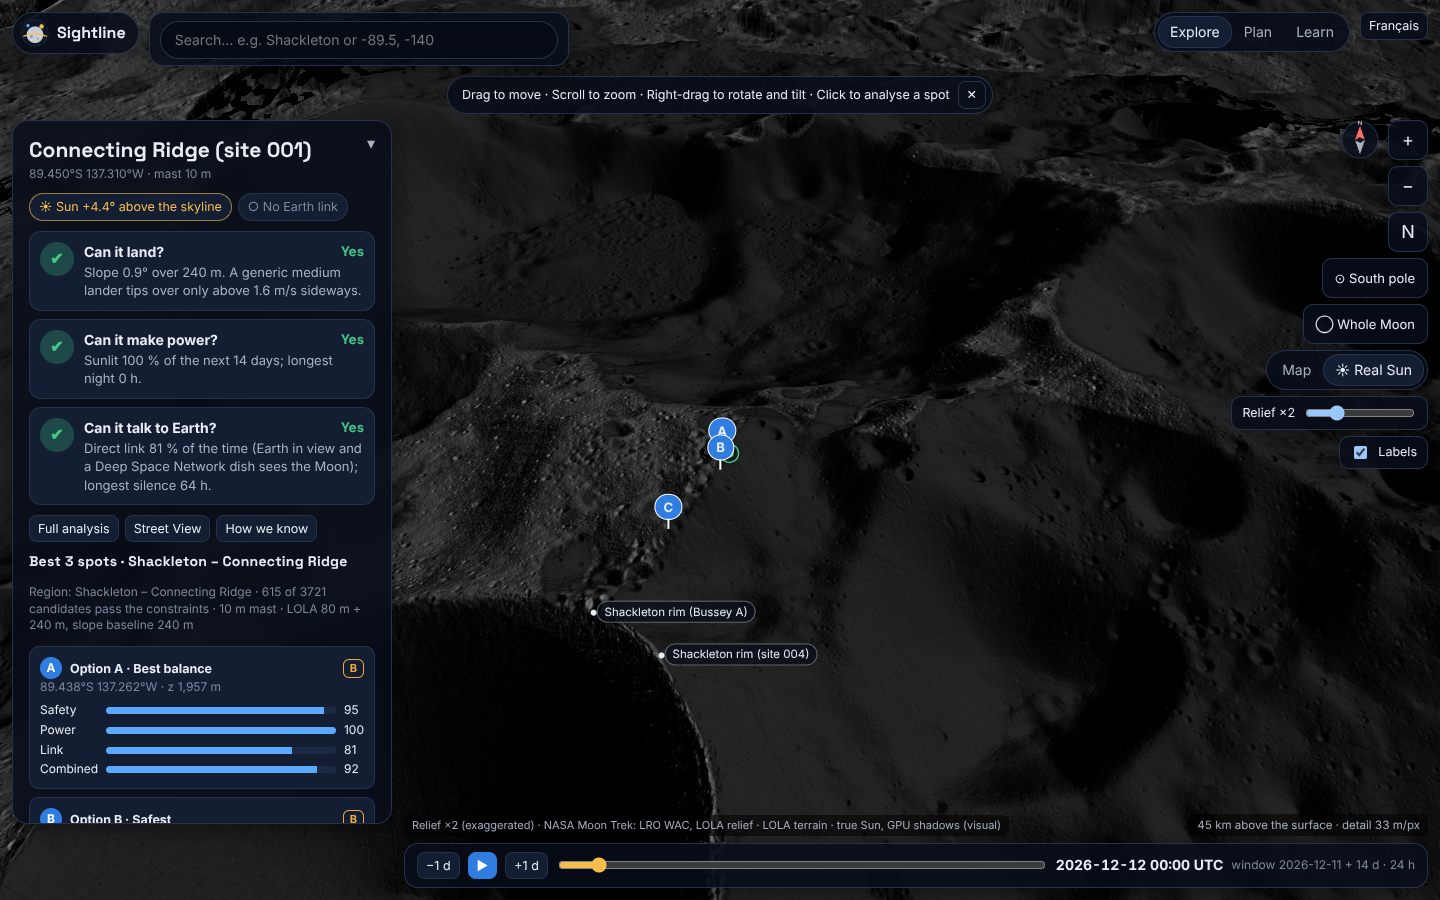 Sightline
Search... e.g. Shackleton or -89.5, -140
Explore
Plan
Learn
Français
Drag to move · Scroll to zoom · Right-drag to rotate and tilt · Click to analyse a spot
Connecting Ridge (site 001)
89.450°S 137.310°W · mast 10 m
Sun +4.4° above the skyline
No Earth link
Can it land?
Yes
Slope 0.9° over 240 m. A generic medium
lander tips over only above 1.6 m/s sideways.
Can it make power?
Yes
Sunlit 100 % of the next 14 days; longest
night 0 h.
Can it talk to Earth?
Yes
Direct link 81 % of the time (Earth in view and
a Deep Space Network dish sees the Moon);
longest silence 64 h.
Full analysis
Street View
How we know
Best 3 spots · Shackleton – Connecting Ridge
Region: Shackleton – Connecting Ridge · 615 of 3721
candidates pass the constraints · 10 m mast · LOLA 80 m +
240 m, slope baseline 240 m
A Option A · Best balance B
89.438°S 137.262°W · z 1,957 m
Safety 95
Power 100
Link 81
Combined 92
B Option B · Safest B
A
B
C
Shackleton rim (Bussey A)
Shackleton rim (site 004)
N
+
−
N
South pole
Whole Moon
Map
Real Sun
Relief ×2
Labels
Relief ×2 (exaggerated) · NASA Moon Trek: LRO WAC, LOLA relief · LOLA terrain · true Sun, GPU shadows (visual)
45 km above the surface · detail 33 m/px
−1 d
+1 d
2026-12-12 00:00 UTC
window 2026-12-11 + 14 d · 24 h